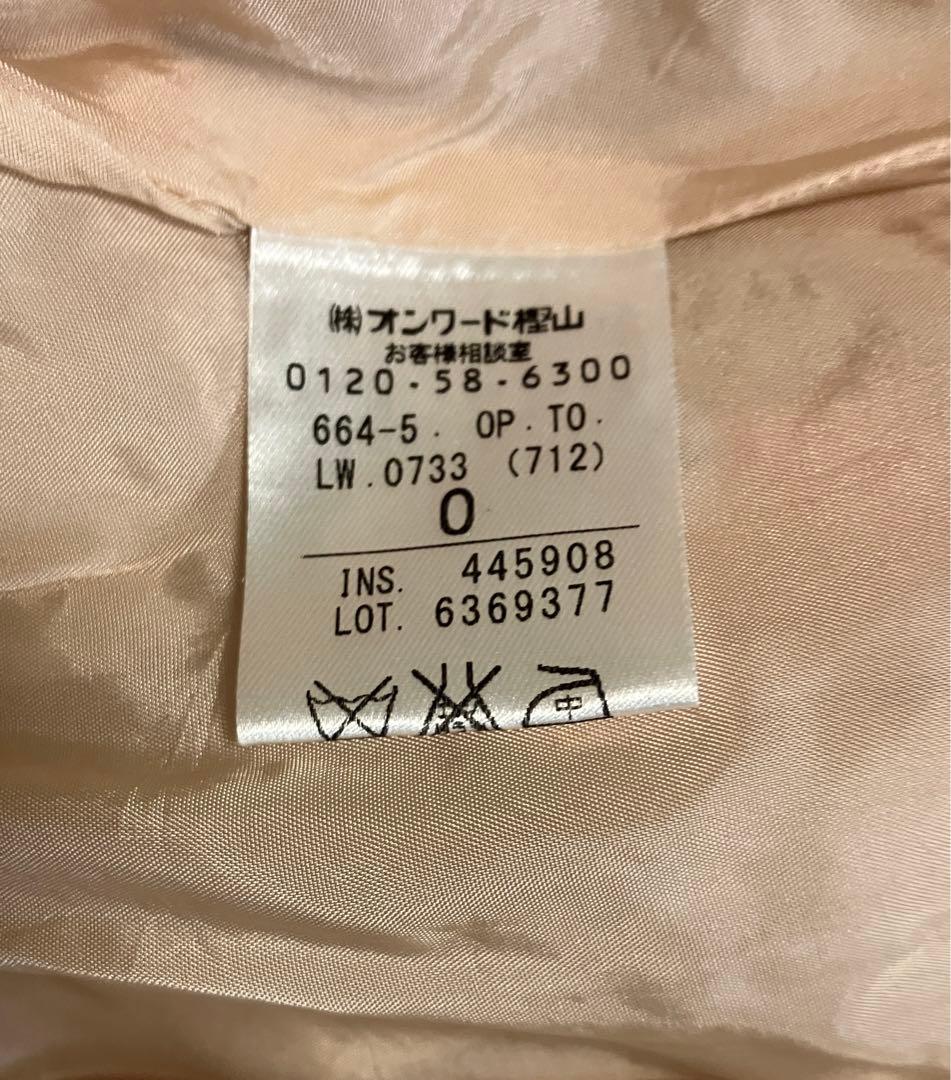 ㈱オンワード樫山
お客様相談室
0120-58-6300
664-5. OP.TO.
LW.0733 (712)
0
INS. 445908
LOT. 6369377
中